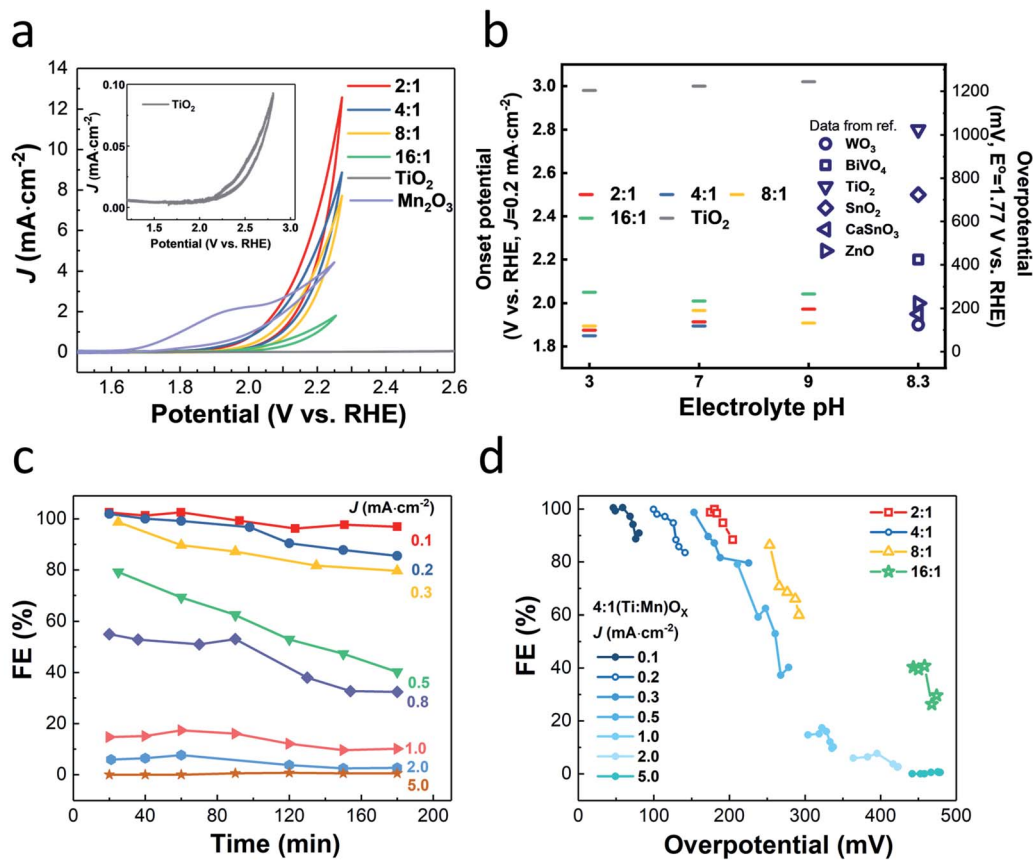 a
14
12
10
8
6
4
2
0
J (mA·cm⁻²)
1.6
1.8
2.0
2.2
2.4
2.6
Potential (V vs. RHE)
2:1
4:1
8:1
16:1
TiO₂
Mn₂O₃
0.10
0.05
0.00
J (mA·cm⁻²)
TiO₂
1.5
2.0
2.5
3.0
Potential (V vs. RHE)
b
Onset potential
(V vs. RHE, J=0.2 mA·cm⁻²)
3.0
2.8
2.6
2.4
2.2
2.0
1.8
2:1
4:1
8:1
16:1
TiO₂
Data from ref.
WO₃
BiVO₄
TiO₂
SnO₂
CaSnO₃
ZnO
1200
1000
800
600
400
200
0
Overpotential
(mV, Eº=1.77 V vs. RHE)
3
7
9
8.3
Electrolyte pH
c
FE (%)
100
80
60
40
20
0
J (mA·cm⁻²)
0.1
0.2
0.3
0.5
0.8
1.0
2.0
5.0
0
40
80
120
160
200
Time (min)
d
FE (%)
100
80
60
40
20
0
2:1
4:1
8:1
16:1
4:1(Ti:Mn)Oₓ
J (mA·cm⁻²)
0.1
0.2
0.3
0.5
1.0
2.0
5.0
0
100
200
300
400
500
Overpotential (mV)